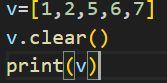 v=[1,2,5,6,7]
v.clear()
print(v)